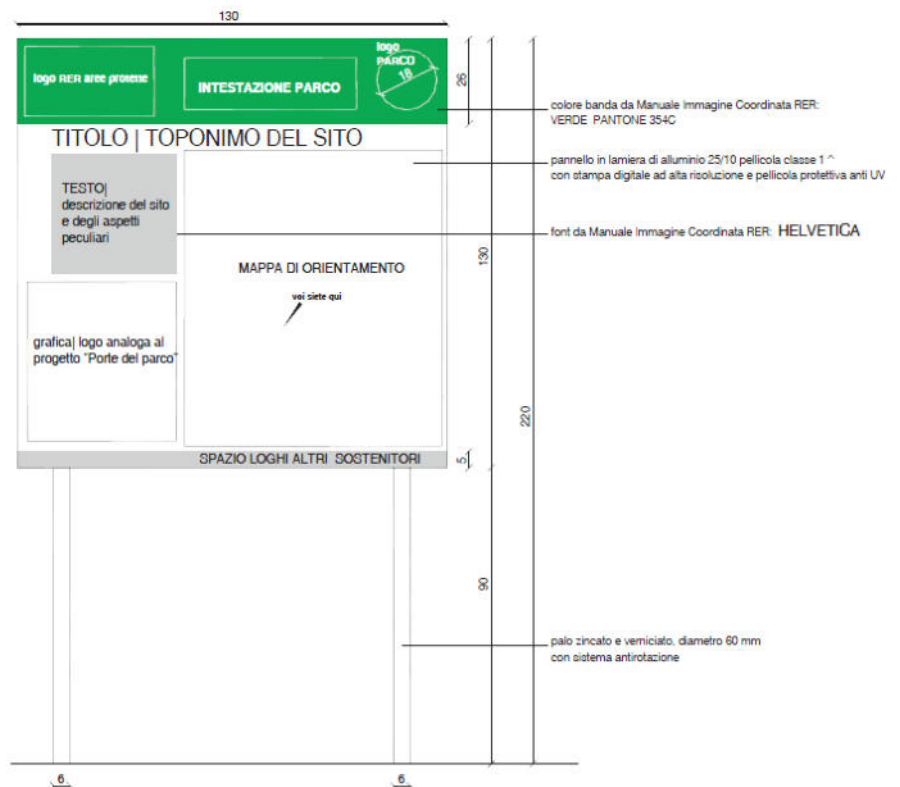 130
logo RER aree protette
INTESTAZIONE PARCO
logo
PARCO
18
26
colore banda da Manuale Immagine Coordinata RER:
VERDE PANTONE 354C
TITOLO | TOPONIMO DEL SITO
pannello in lamiera di alluminio 25/10 pellicola classe 1 ^
con stampa digitale ad alta risoluzione e pellicola protettiva anti UV
TESTO|
descrizione del sito
e degli aspetti
peculiari
font da Manuale Immagine Coordinata RER: HELVETICA
130
MAPPA DI ORIENTAMENTO
voi siete qui
grafica| logo analoga al
progetto "Porte del parco"
220
SPAZIO LOGHI ALTRI SOSTENITORI
5
90
palo zincato e verniciato, diametro 60 mm
con sistema antirotazione
6
6